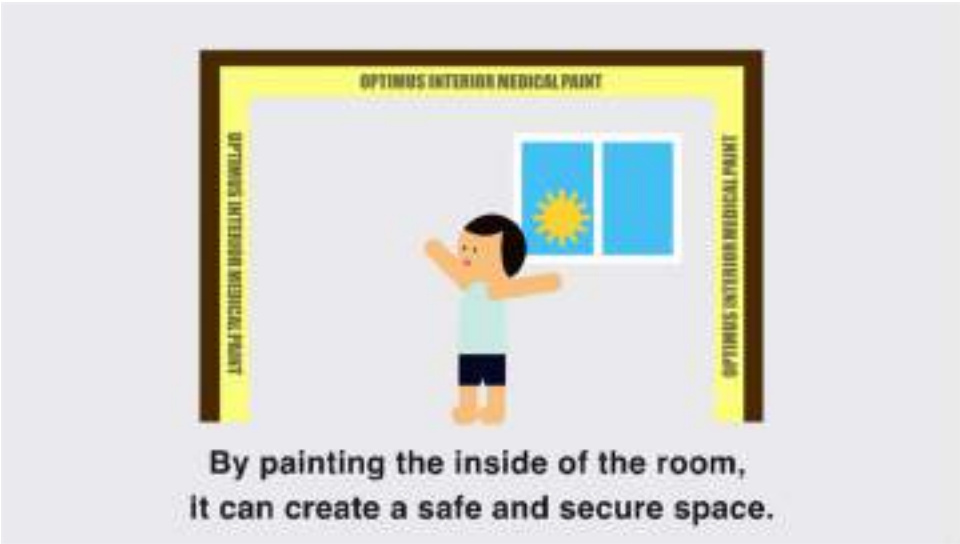 OPTIMUS INTERIOR MEDICAL PAINT
OPTIMUS INTERIOR MEDICAL PAINT
OPTIMUS INTERIOR MEDICAL PAINT
By painting the inside of the room,
it can create a safe and secure space.